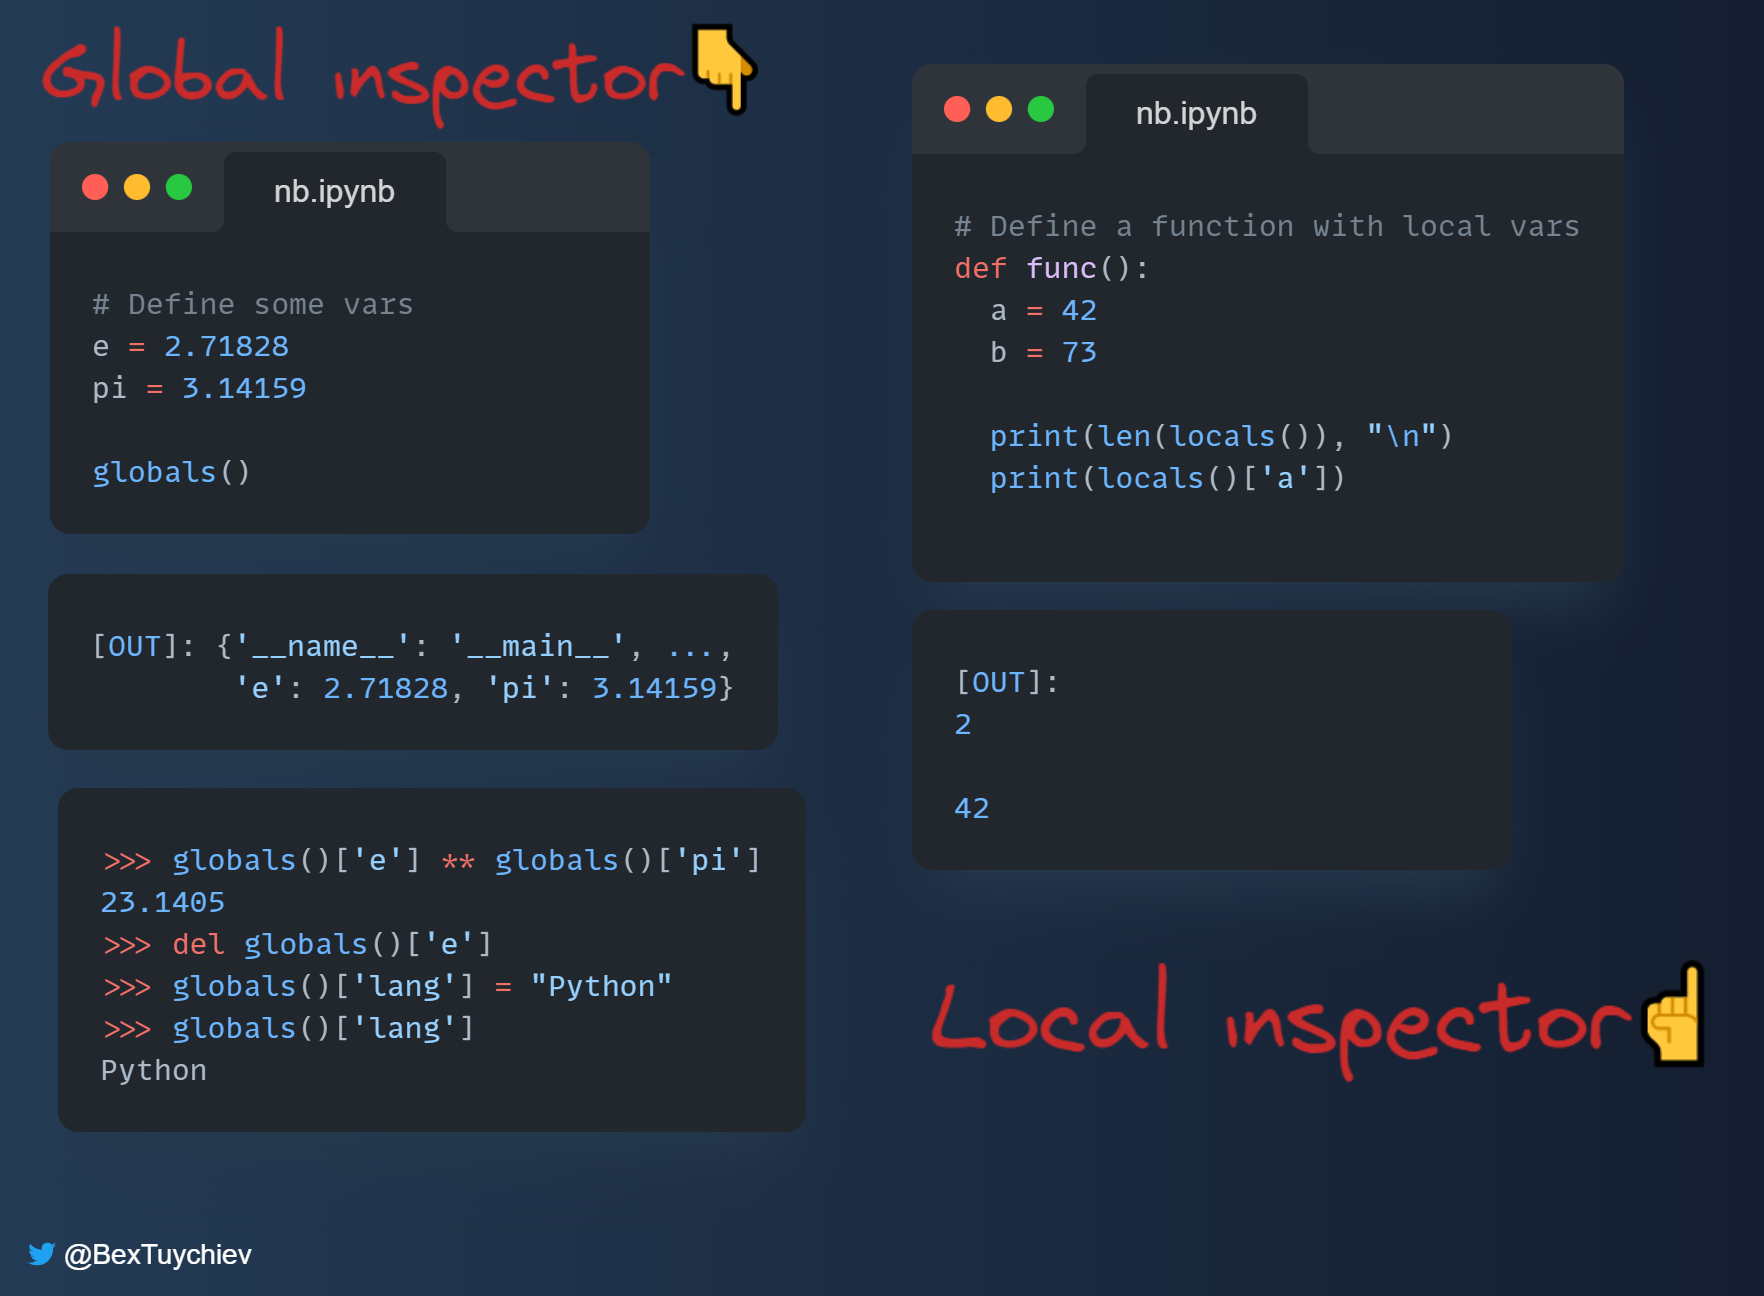 Global inspector
nb.ipynb
# Define some vars
e = 2.71828
pi = 3.14159
globals()
[OUT]: {'__name__': '__main__', ...,
'e': 2.71828, 'pi': 3.14159}
>>> globals()['e'] ** globals()['pi']
23.1405
>>> del globals()['e']
>>> globals()['lang'] = "Python"
>>> globals()['lang']
Python
nb.ipynb
# Define a function with local vars
def func():
  a = 42
  b = 73
  print(len(locals()), "\n")
  print(locals()['a'])
[OUT]:
2
42
Local inspector
@BexTuychiev